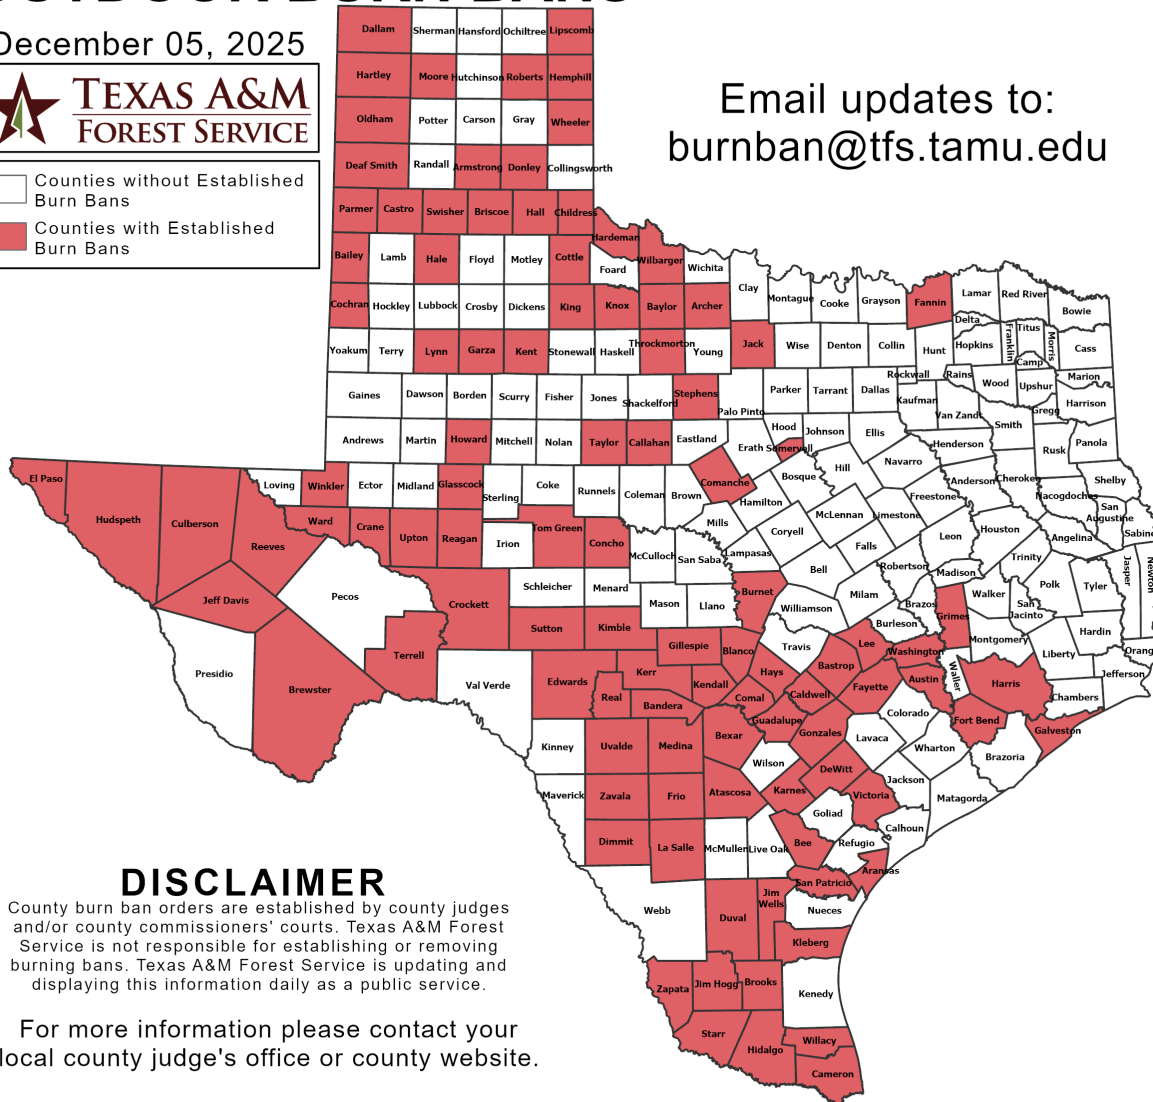 December 05, 2025
TEXAS A&M
FOREST SERVICE
Counties without Established
Burn Bans
Counties with Established
Burn Bans
Email updates to:
burnban@tfs.tamu.edu
Dallam Sherman Hansford Ochiltree Lipscomb
Hartley Moore Hutchinson Roberts Hemphill
Oldham Potter Carson Gray Wheeler
Deaf Smith Randall Armstrong Donley Collingsworth
Parmer Castro Swisher Briscoe Hall Childress
Hardeman
Bailey Lamb Hale Floyd Motley Cottle Foard Wilbarger Wichita
Clay Montague Cooke Grayson Fannin Lamar Red River Bowie
Cochran Hockley Lubbock Crosby Dickens King Knox Baylor Archer
Delta Franklin Titus Morris Cass
Yoakum Terry Lynn Garza Kent Stonewall Haskell Throckmorton Young Jack Wise Denton Collin Hunt Hopkins Camp
Rockwall Rains Wood Upshur Marion
Gaines Dawson Borden Scurry Fisher Jones Shackelford Stephens Palo Pinto Parker Tarrant Dallas Kaufman Van Zandt Smith Gregg Harrison
Andrews Martin Howard Mitchell Nolan Taylor Callahan Eastland Erath Hood Somervell Johnson Ellis Henderson Rusk Panola
El Paso Hudspeth Culberson Reeves Loving Winkler Ector Midland Glasscock Sterling Coke Runnels Coleman Brown Comanche Hamilton Bosque Hill Navarro Freestone Anderson Cherokee Nacogdoches Shelby
San
Augustine
Sabine
Ward Crane Upton Reagan Irion Tom Green Concho McCulloch San Saba Mills Lampasas Coryell McLennan Limestone Falls Leon Houston Angelina
Jeff Davis Pecos Crockett Schleicher Menard Mason Llano Burnet Bell Milam Robertson Madison Trinity Polk Tyler Jasper Newton
Williamson Brazos Burleson Grimes Walker
San
Jacinto
Presidio Brewster Terrell Sutton Kimble Gillespie Blanco Travis Lee Washington Montgomery Liberty Hardin Orang
Val Verde Edwards Kerr Real Bandera Kendall Comal Hays Caldwell Bastrop Fayette Austin Waller Harris Chambers Jefferson
Kinney Uvalde Medina Bexar Guadalupe Gonzales Lavaca Colorado Wharton Fort Bend Brazoria Galveston
Maverick Zavala Frio Atascosa Wilson Karnes DeWitt Victoria Jackson Matagorda
Dimmit La Salle McMullen Live Oak Bee Goliad Refugio Calhoun
Aransas
San Patricio
Webb Duval
Jim
Wells
Nueces
Kleberg
Zapata Jim Hogg Brooks Kenedy
Starr Hidalgo Willacy
Cameron
DISCLAIMER
County burn ban orders are established by county judges
and/or county commissioners' courts. Texas A&M Forest
Service is not responsible for establishing or removing
burning bans. Texas A&M Forest Service is updating and
displaying this information daily as a public service.
For more information please contact your
local county judge's office or county website.